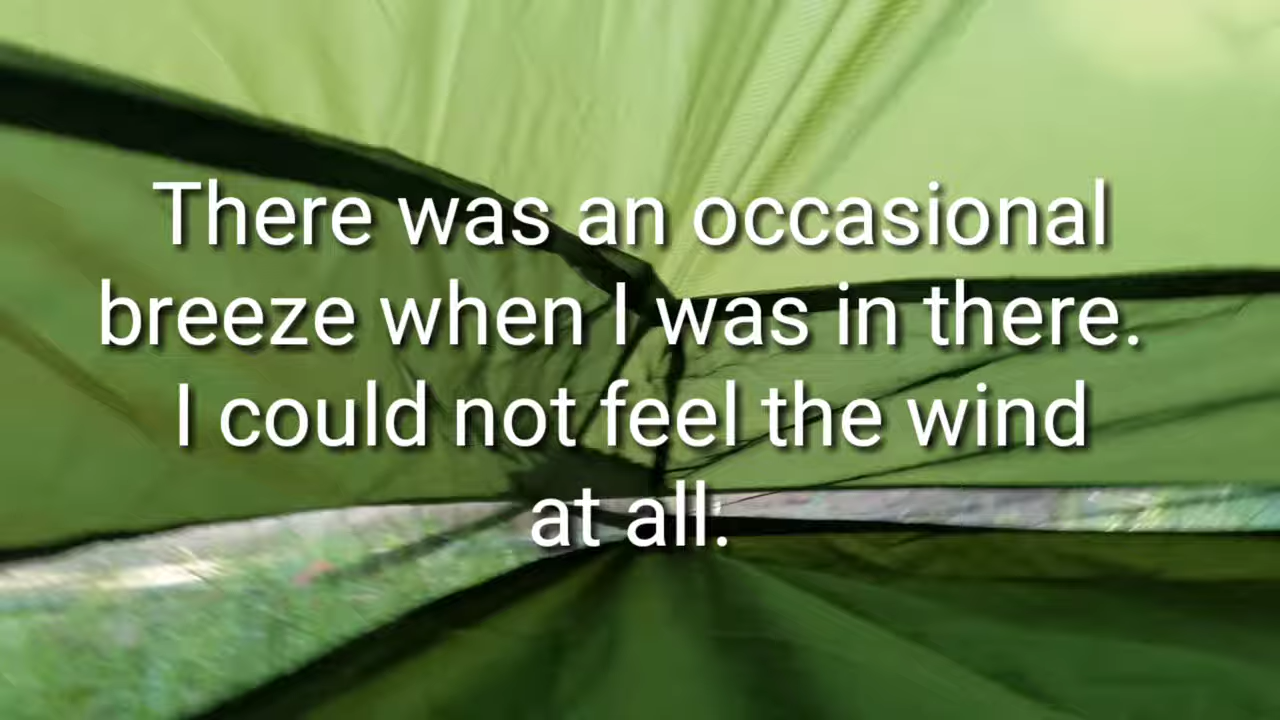 There was an occasional
breeze when I was in there.
I could not feel the wind
at all.